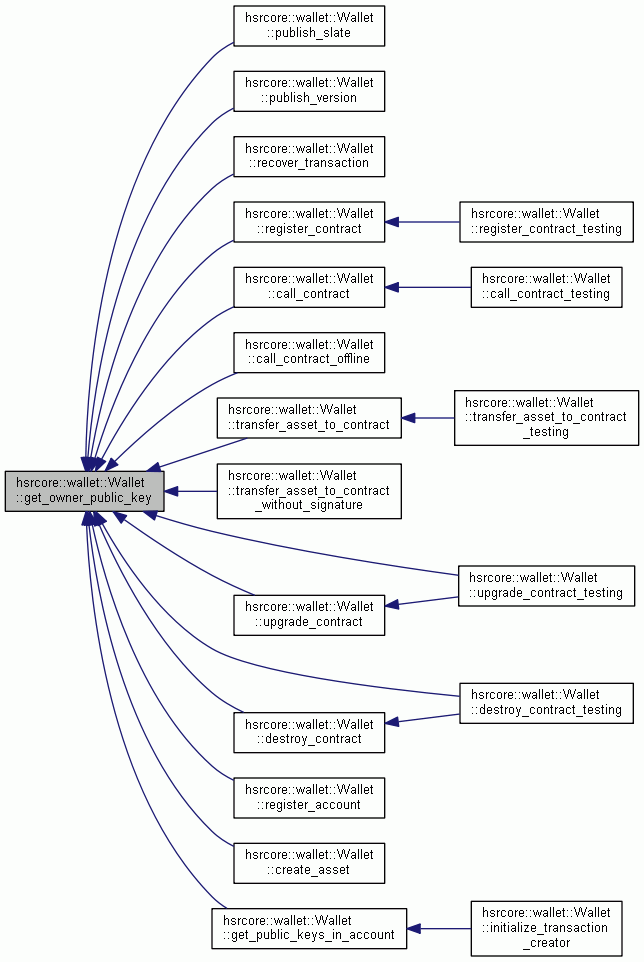 hsrcore::wallet::Wallet
::publish_slate
hsrcore::wallet::Wallet
::publish_version
hsrcore::wallet::Wallet
::recover_transaction
hsrcore::wallet::Wallet
::register_contract
hsrcore::wallet::Wallet
::register_contract_testing
hsrcore::wallet::Wallet
::call_contract
hsrcore::wallet::Wallet
::call_contract_testing
hsrcore::wallet::Wallet
::call_contract_offline
hsrcore::wallet::Wallet
::transfer_asset_to_contract
hsrcore::wallet::Wallet
::transfer_asset_to_contract
_testing
hsrcore::wallet::Wallet
::get_owner_public_key
hsrcore::wallet::Wallet
::transfer_asset_to_contract
_without_signature
hsrcore::wallet::Wallet
::upgrade_contract_testing
hsrcore::wallet::Wallet
::upgrade_contract
hsrcore::wallet::Wallet
::destroy_contract_testing
hsrcore::wallet::Wallet
::destroy_contract
hsrcore::wallet::Wallet
::register_account
hsrcore::wallet::Wallet
::create_asset
hsrcore::wallet::Wallet
::get_public_keys_in_account
hsrcore::wallet::Wallet
::initialize_transaction
_creator